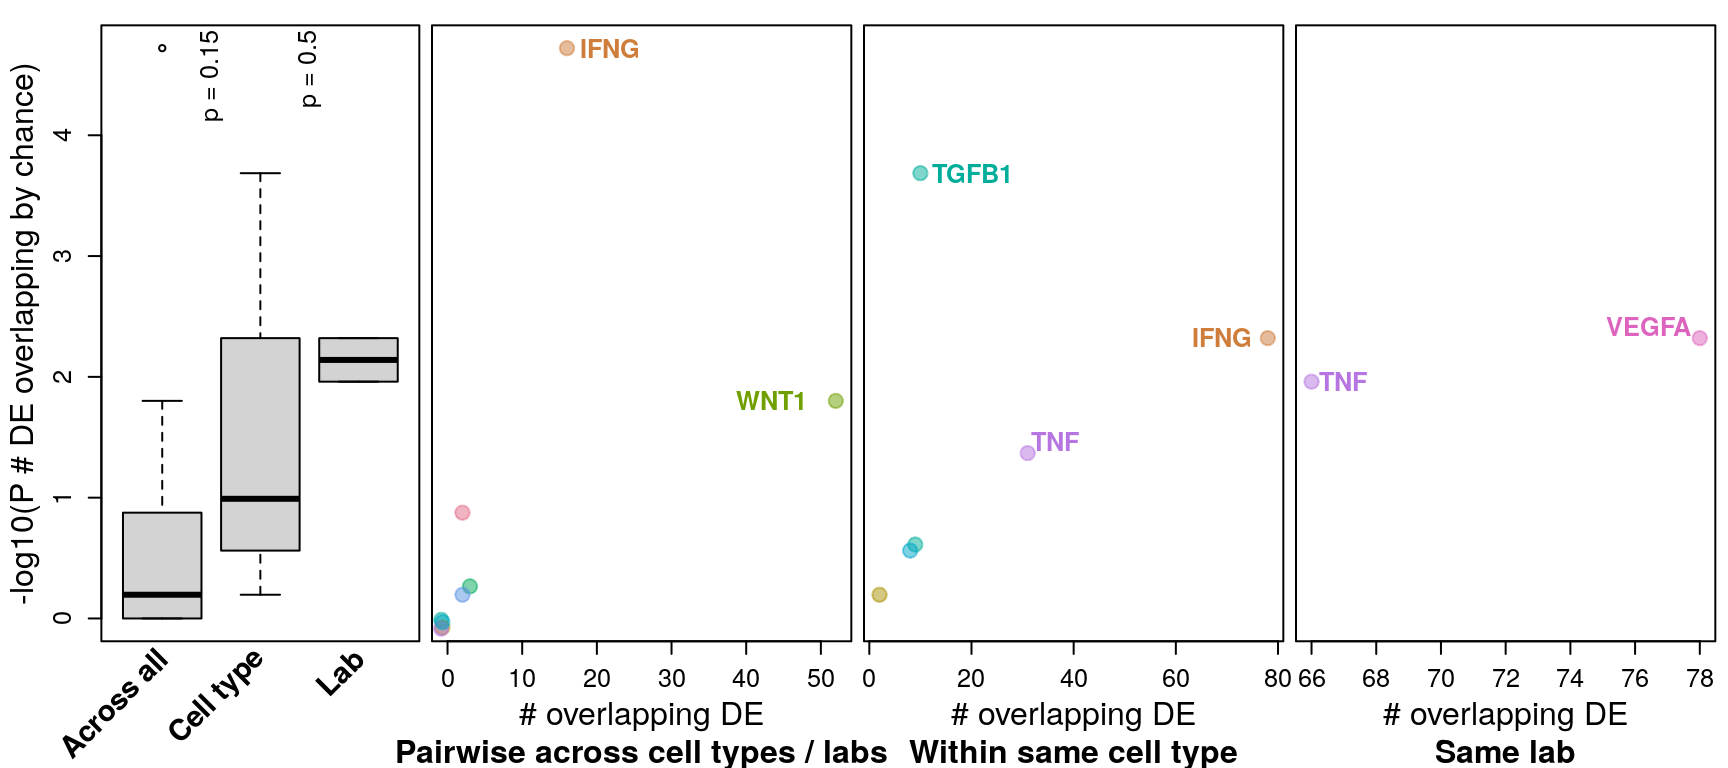 -log10(P # DE overlapping by chance)
0
1
2
3
4
p = 0.15
p = 0.5
Across all
Cell type
Lab
IFNG
WNT1
0 10 20 30 40 50
# overlapping DE
Pairwise across cell types / labs
TGFB1
IFNG
TNF
0 20 40 60 80
# overlapping DE
Within same cell type
VEGFA
TNF
66 68 70 72 74 76 78
# overlapping DE
Same lab